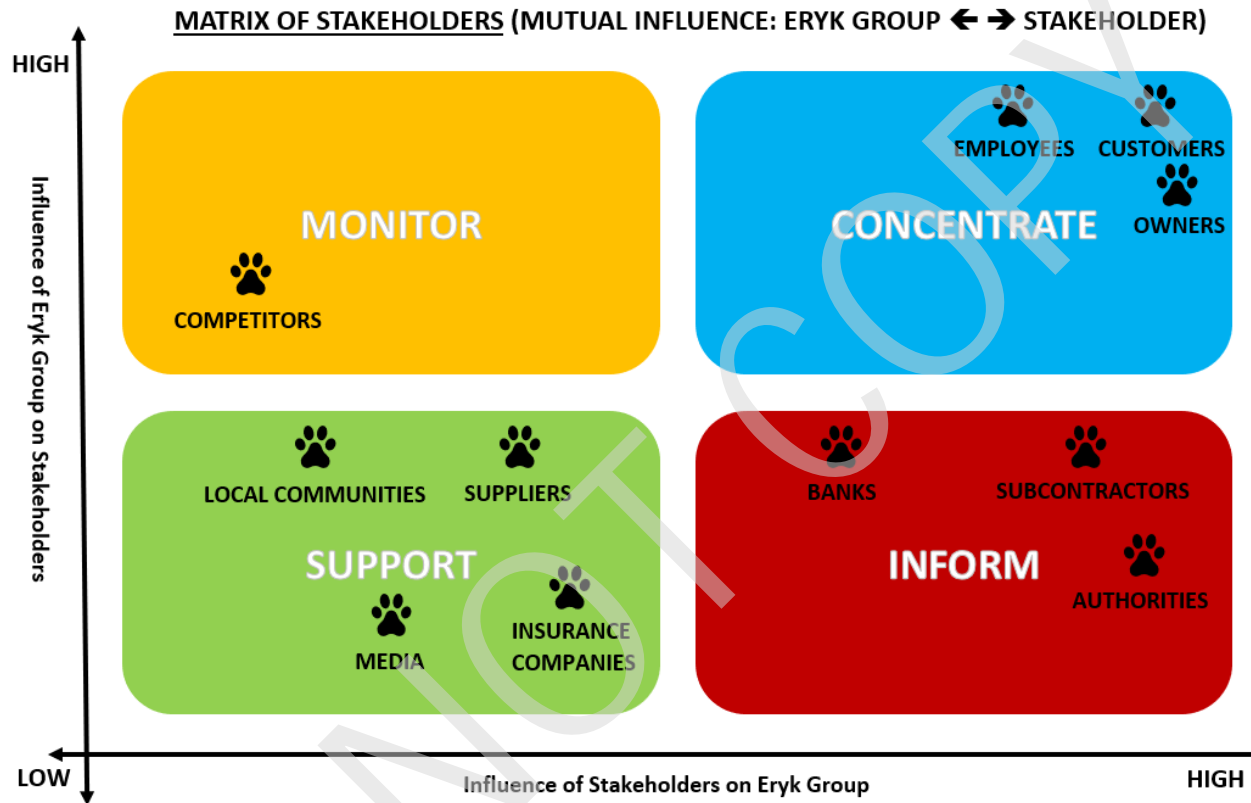 MATRIX OF STAKEHOLDERS (MUTUAL INFLUENCE: ERYK GROUP ← → STAKEHOLDER)
HIGH
Influence of Eryk Group on Stakeholders
MONITOR
COMPETITORS
CONCENTRATE
EMPLOYEES
CUSTOMERS
OWNERS
SUPPORT
LOCAL COMMUNITIES
SUPPLIERS
MEDIA
INSURANCE
COMPANIES
INFORM
BANKS
SUBCONTRACTORS
AUTHORITIES
LOW
Influence of Stakeholders on Eryk Group
HIGH
NOT COPY